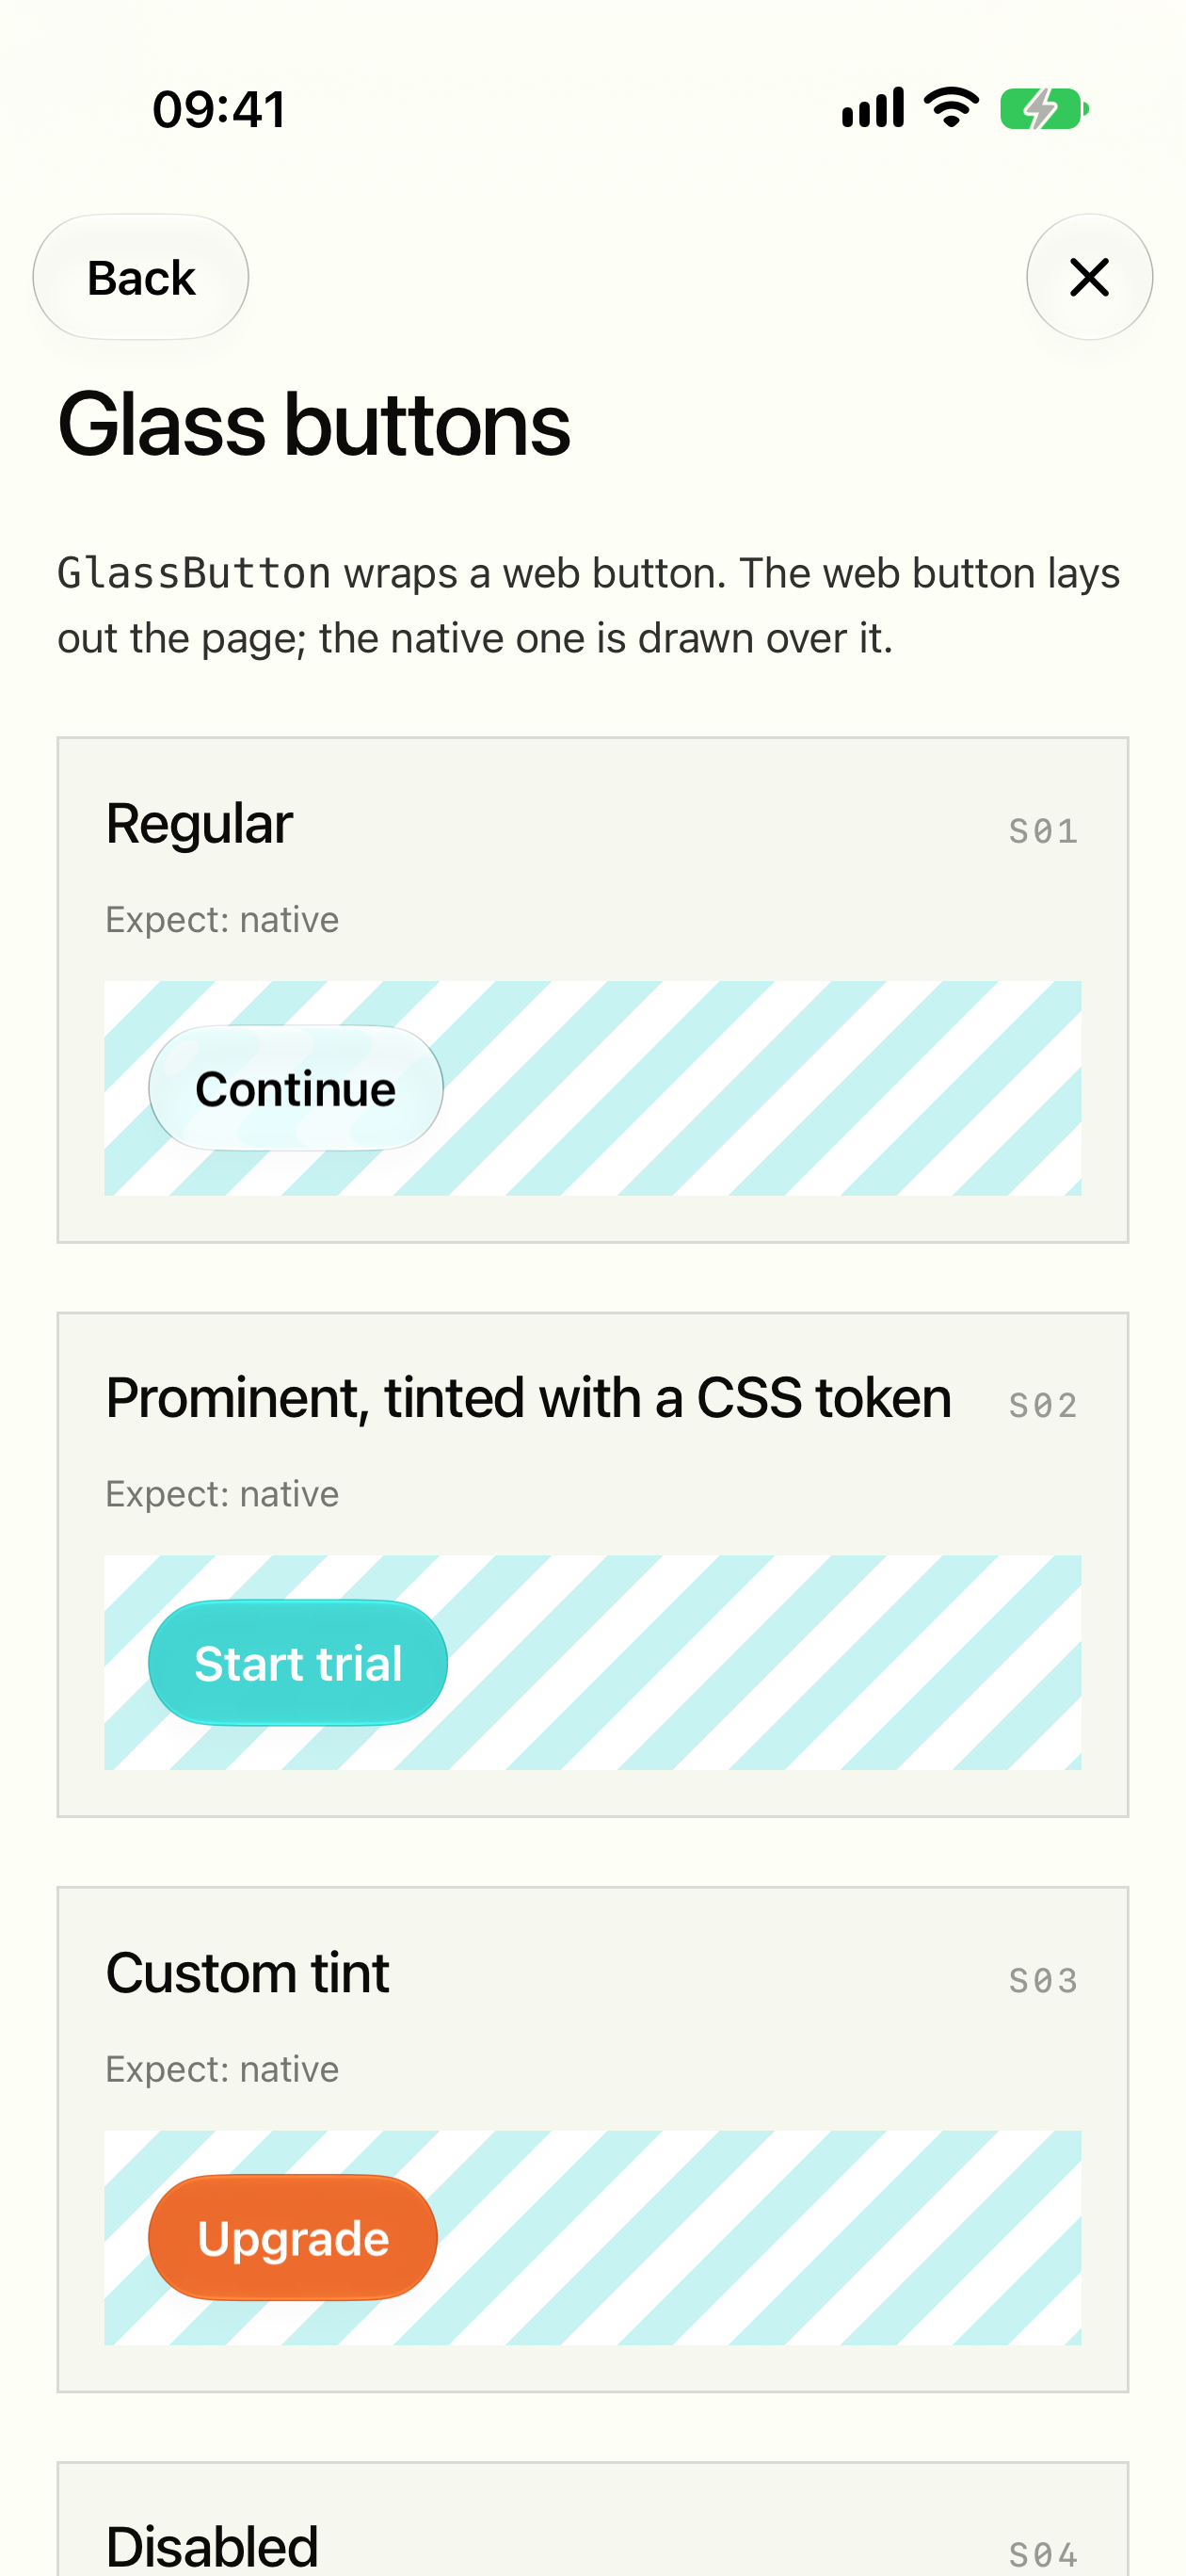 09:41
Back
Glass buttons
GlassButton wraps a web button. The web button lays
out the page; the native one is drawn over it.
Regular S01
Expect: native
Continue
Prominent, tinted with a CSS token S02
Expect: native
Start trial
Custom tint S03
Expect: native
Upgrade
Disabled S04